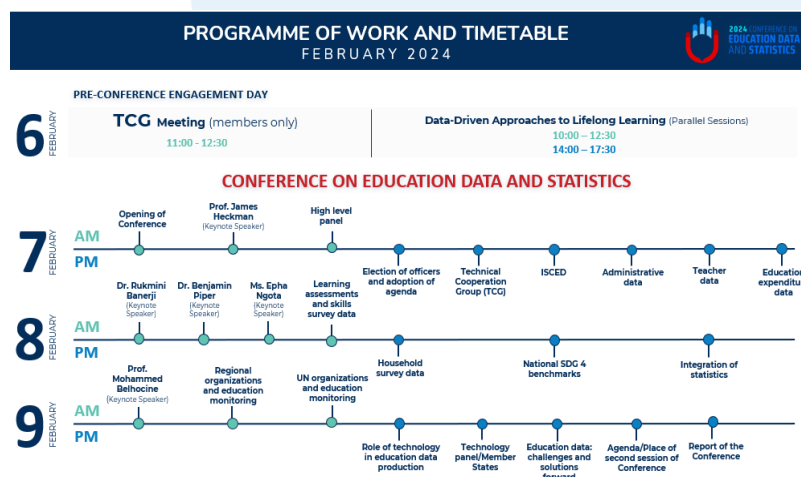 PROGRAMME OF WORK AND TIMETABLE
FEBRUARY 2024
2024 CONFERENCE ON
EDUCATION DATA
AND STATISTICS
PRE-CONFERENCE ENGAGEMENT DAY
6
FEBRUARY
TCG Meeting (members only)
11:00 - 12:30
Data-Driven Approaches to Lifelong Learning (Parallel Sessions)
10:00 – 12:30
14:00 – 17:30
CONFERENCE ON EDUCATION DATA AND STATISTICS
7
FEBRUARY
AM
PM
Opening of
Conference
Prof. James
Heckman
(Keynote Speaker)
High level
panel
Election of officers
and adoption of
agenda
Technical
Cooperation
Group (TCG)
ISCED
Administrative
data
Teacher
data
Education
expenditu
data
8
FEBRUARY
AM
PM
Dr. Rukmini
Banerji
(Keynote
Speaker)
Dr. Benjamin
Piper
(Keynote
Speaker)
Ms. Epha
Ngota
(Keynote
Speaker)
Learning
assessments
and skills
survey data
Household
survey data
National SDG 4
benchmarks
Integration of
statistics
9
FEBRUARY
AM
PM
Prof.
Mohammed
Belhocine
(Keynote Speaker)
Regional
organizations
and education
monitoring
UN organizations
and education
monitoring
Role of technology
in education data
production
Technology
panel/Member
States
Education data:
challenges and
solutions
forward
Agenda/Place of
second session of
Conference
Report of the
Conference